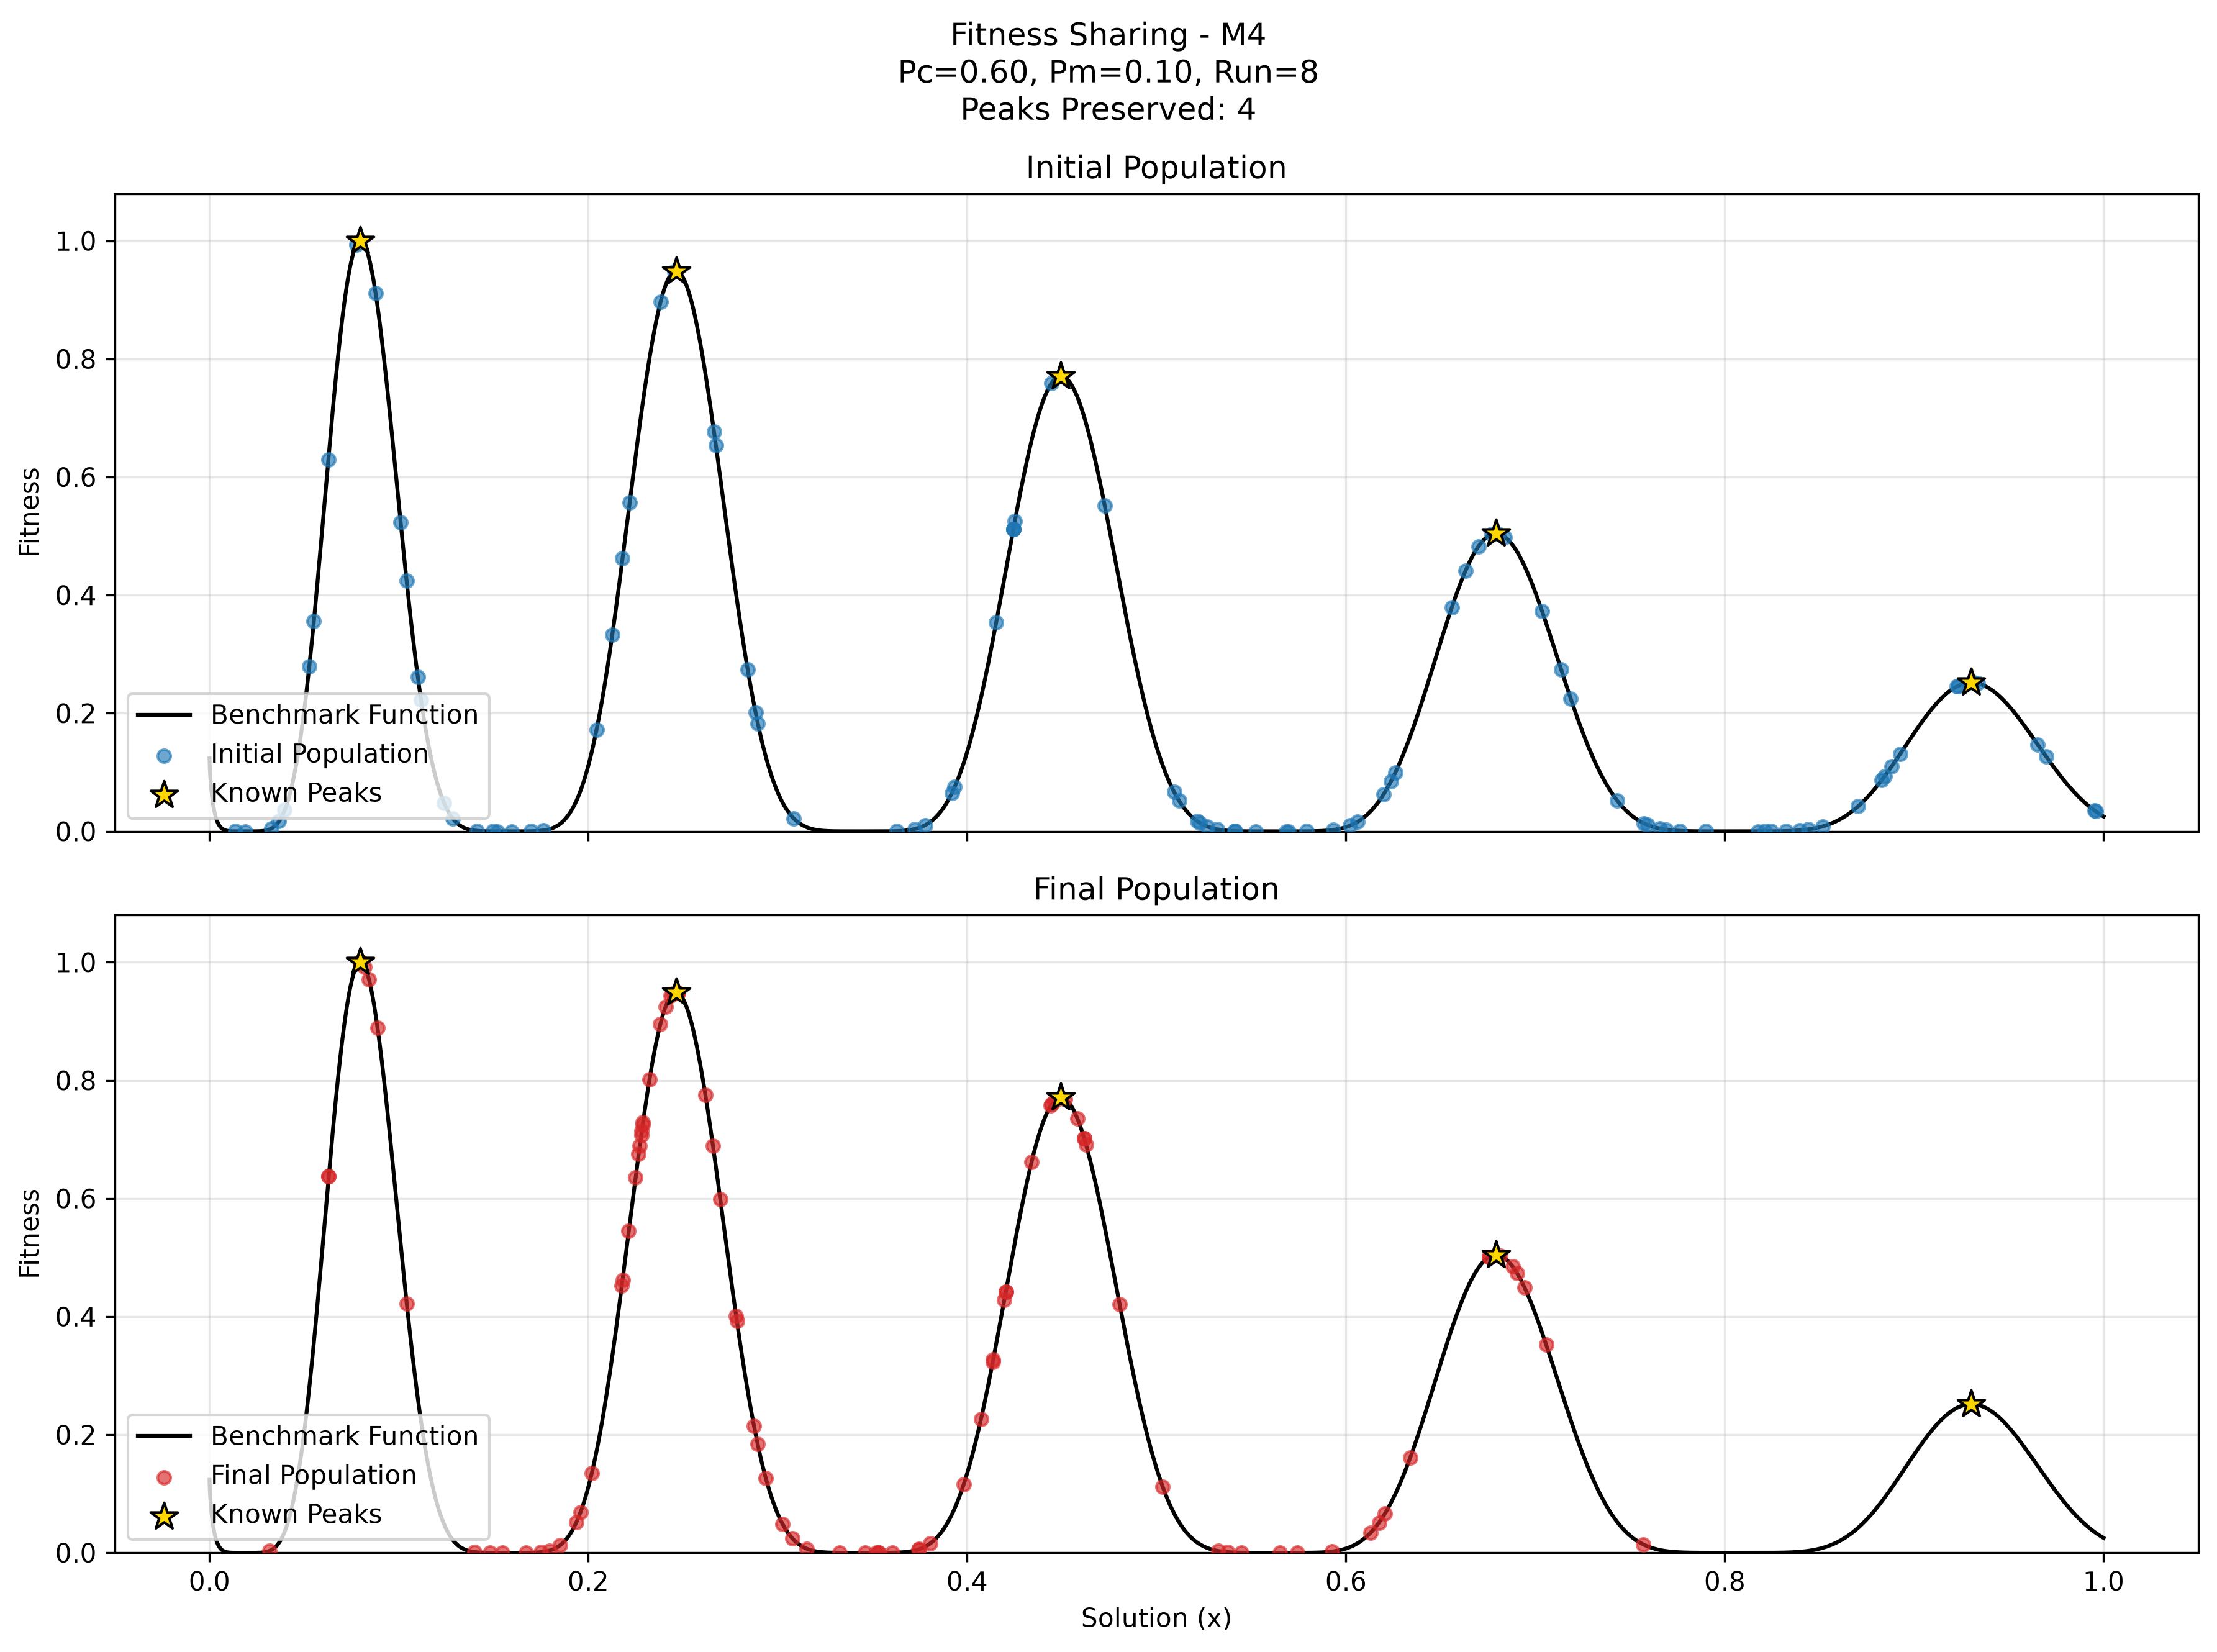 Fitness Sharing - M4
Pc=0.60, Pm=0.10, Run=8
Peaks Preserved: 4
Initial Population
1.0
0.8
0.6
0.4
0.2
0.0
Fitness
Benchmark Function
Initial Population
Known Peaks
Final Population
1.0
0.8
0.6
0.4
0.2
0.0
Fitness
Benchmark Function
Final Population
Known Peaks
0.0 0.2 0.4 0.6 0.8 1.0
Solution (x)